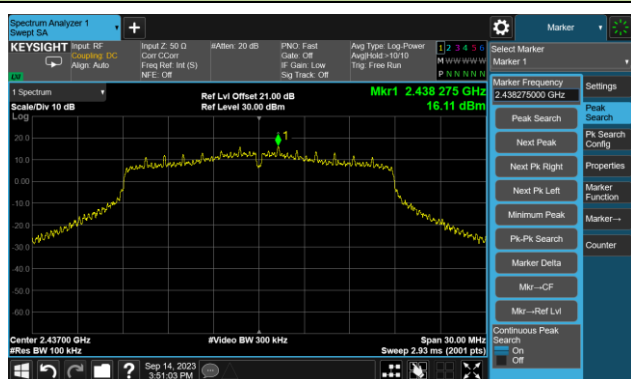 Spectrum Analyzer 1
Swept SA
Marker
KEYSIGHT
Input: RF
Coupling: DC
Align: Auto
Input Z: 50 Ω
Corr CCorr
Freq Ref: Int (S)
NFE: Off
#Atten: 20 dB
PNO: Fast
Gate: Off
IF Gain: Low
Sig Track: Off
Avg Type: Log-Power
Avg|Hold:>10/10
Trig: Free Run
1 2 3 4 5 6
M W W W W W
P N N N N N
LVI
Select Marker
Marker 1
1 Spectrum
Scale/Div 10 dB
Log
Ref Lvl Offset 21.00 dB
Ref Level 30.00 dBm
Mkr1 2.438 275 GHz
16.11 dBm
1
20.0
10.0
0.00
-10.0
-20.0
-30.0
-40.0
-50.0
-60.0
Center 2.43700 GHz
#Res BW 100 kHz
#Video BW 300 kHz
Span 30.00 MHz
Sweep 2.93 ms (2001 pts)
Marker Frequency
2.438275000 GHz
Peak Search
Next Peak
Next Pk Right
Next Pk Left
Minimum Peak
Pk-Pk Search
Marker Delta
Mkr→CF
Mkr→Ref Lvl
Continuous Peak
Search
On
Off
Settings
Peak
Search
Pk Search
Config
Properties
Marker
Function
Marker→
Counter
?
Sep 14, 2023
3:51:03 PM